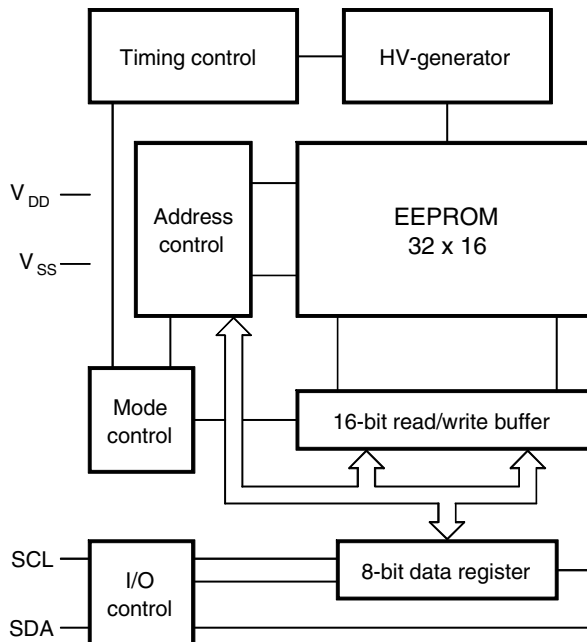 Timing control
HV-generator
V DD
V SS
Address
control
EEPROM
32 x 16
Mode
control
16-bit read/write buffer
SCL
SDA
I/O
control
8-bit data register